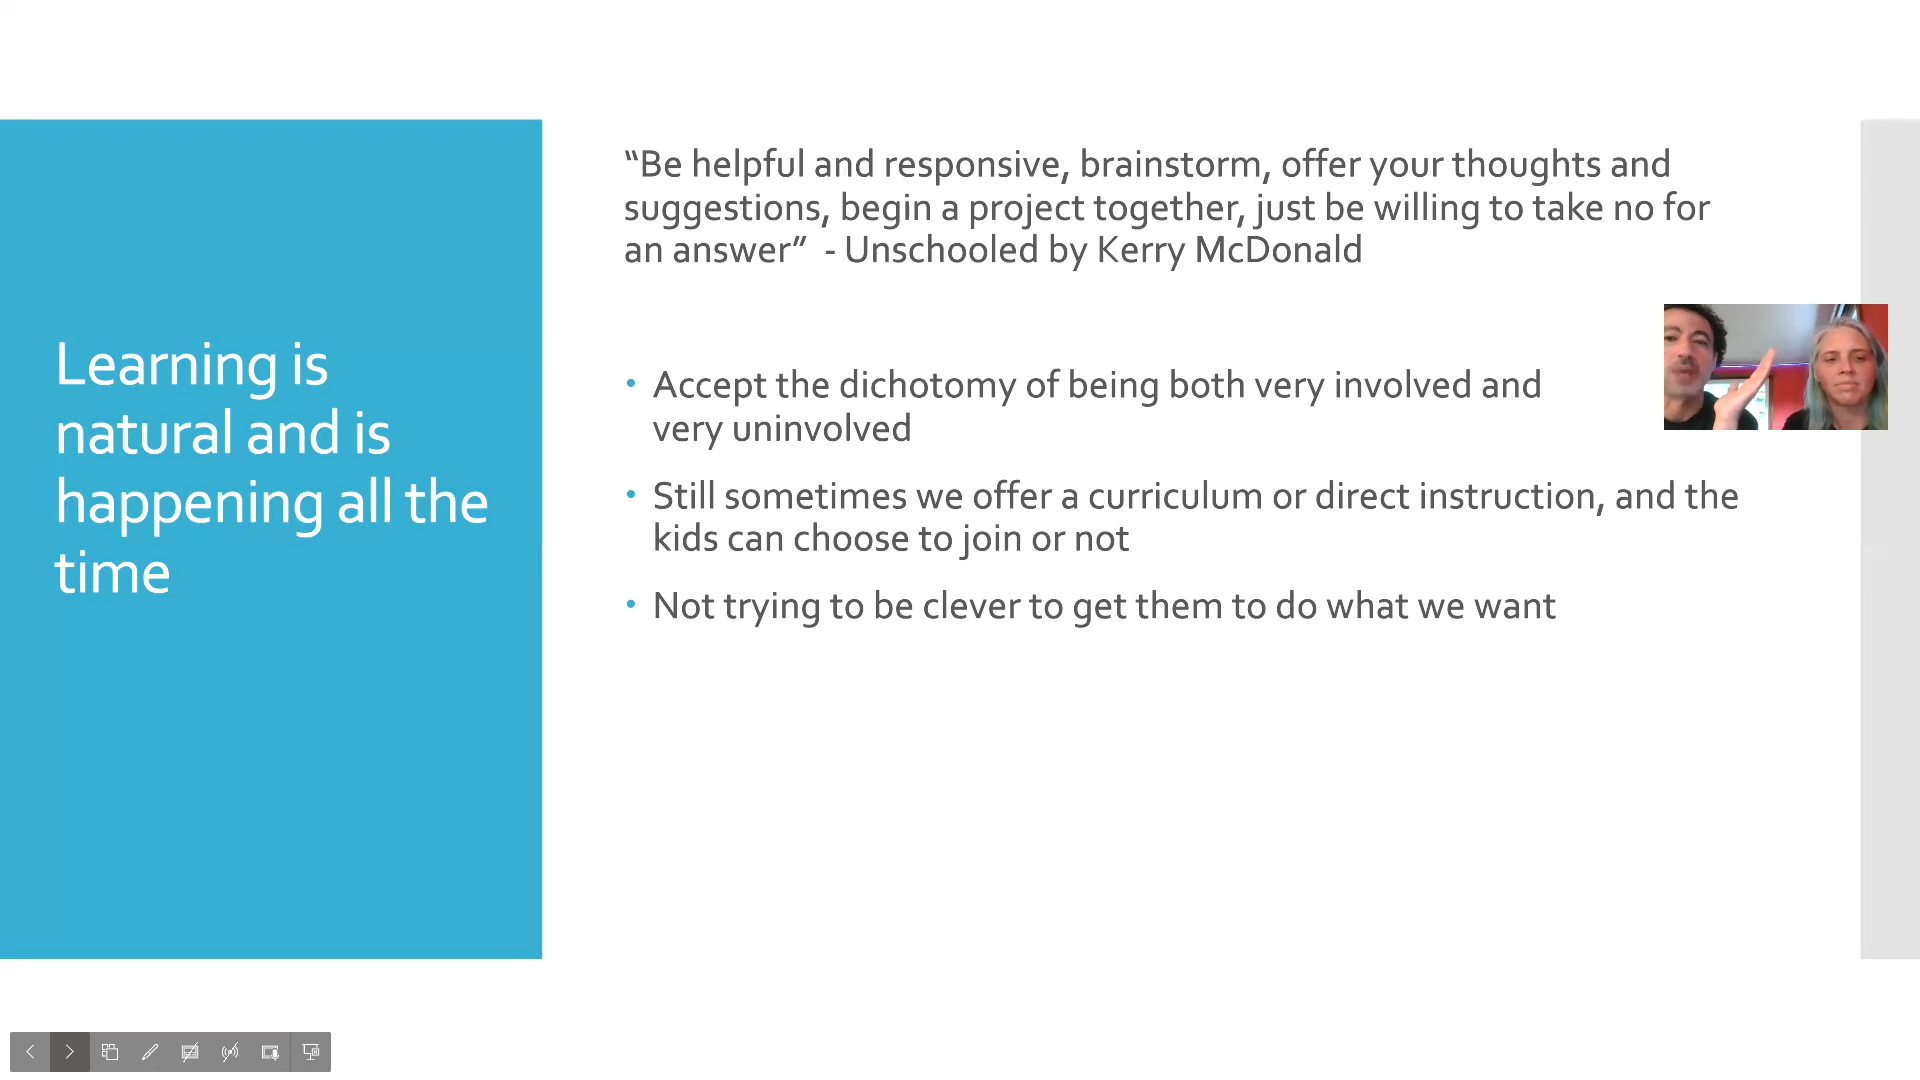 Learning is
natural and is
happening all the
time
“Be helpful and responsive, brainstorm, offer your thoughts and
suggestions, begin a project together, just be willing to take no for
an answer”  - Unschooled by Kerry McDonald
• Accept the dichotomy of being both very involved and
very uninvolved
• Still sometimes we offer a curriculum or direct instruction, and the
kids can choose to join or not
• Not trying to be clever to get them to do what we want